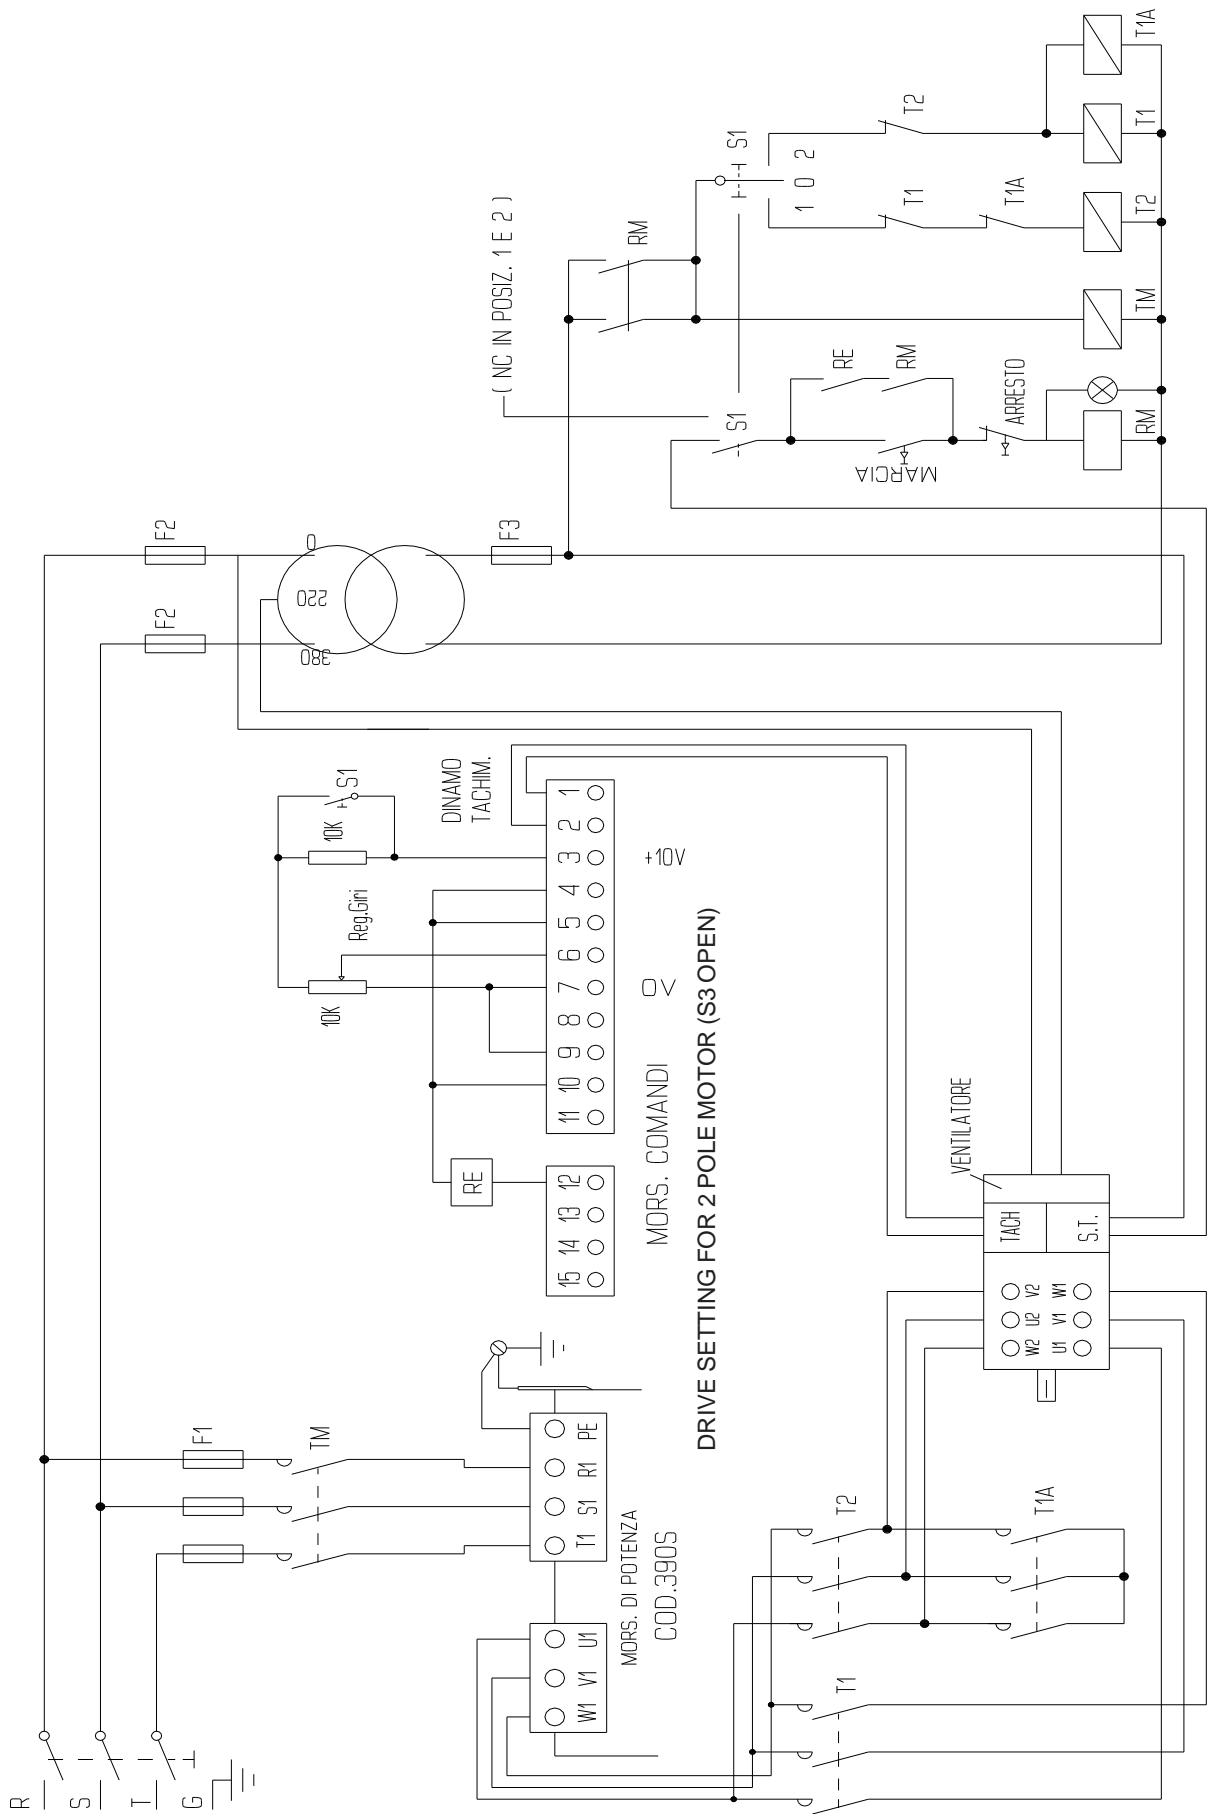 R
S
T
G
F1
TM
F2
F2
0
220
380
F3
T1 S1 R1 PE
MORS. DI POTENZA
COD.390S
W1 V1 U1
RE
15 14 13 12
11 10 9 8 7 6 5 4 3 2 1
MORS. COMANDI
0V
+10V
10K
Reg.Giri
10K
S1
DINAMO
TACHIM.
DRIVE SETTING FOR 2 POLE MOTOR (S3 OPEN)
( NC IN POSIZ. 1 E 2 )
RM
S1
1 0 2
S1
MARCIA
RE
RM
ARRESTO
T1
T1A
T2
RM
TM
T2
T1
T1A
VENTILATORE
TACH
S.T.
W2 U2 V2
U1 V1 W1
T1
T2
T1A